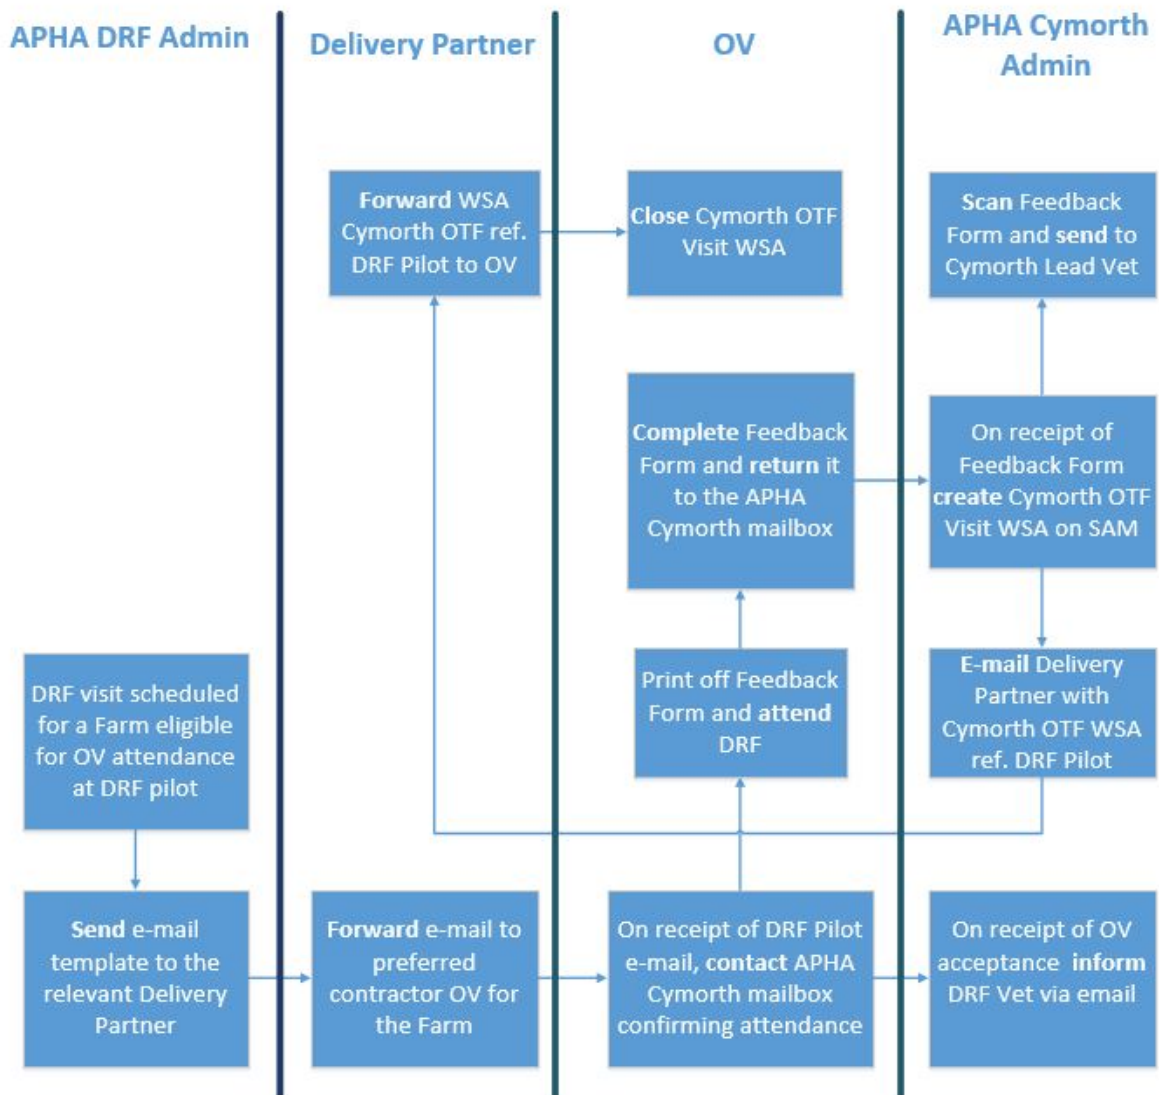 APHA DRF Admin
Delivery Partner
OV
APHA Cymorth
Admin
Forward WSA
Cymorth OTF ref.
DRF Pilot to OV
Close Cymorth OTF
Visit WSA
Scan Feedback
Form and send to
Cymorth Lead Vet
Complete Feedback
Form and return it
to the APHA
Cymorth mailbox
On receipt of
Feedback Form
create Cymorth OTF
Visit WSA on SAM
DRF visit scheduled
for a Farm eligible
for OV attendance
at DRF pilot
Print off Feedback
Form and attend
DRF
E-mail Delivery
Partner with
Cymorth OTF WSA
ref. DRF Pilot
Send e-mail
template to the
relevant Delivery
Partner
Forward e-mail to
preferred
contractor OV for
the Farm
On receipt of DRF Pilot
e-mail, contact APHA
Cymorth mailbox
confirming attendance
On receipt of OV
acceptance inform
DRF Vet via email